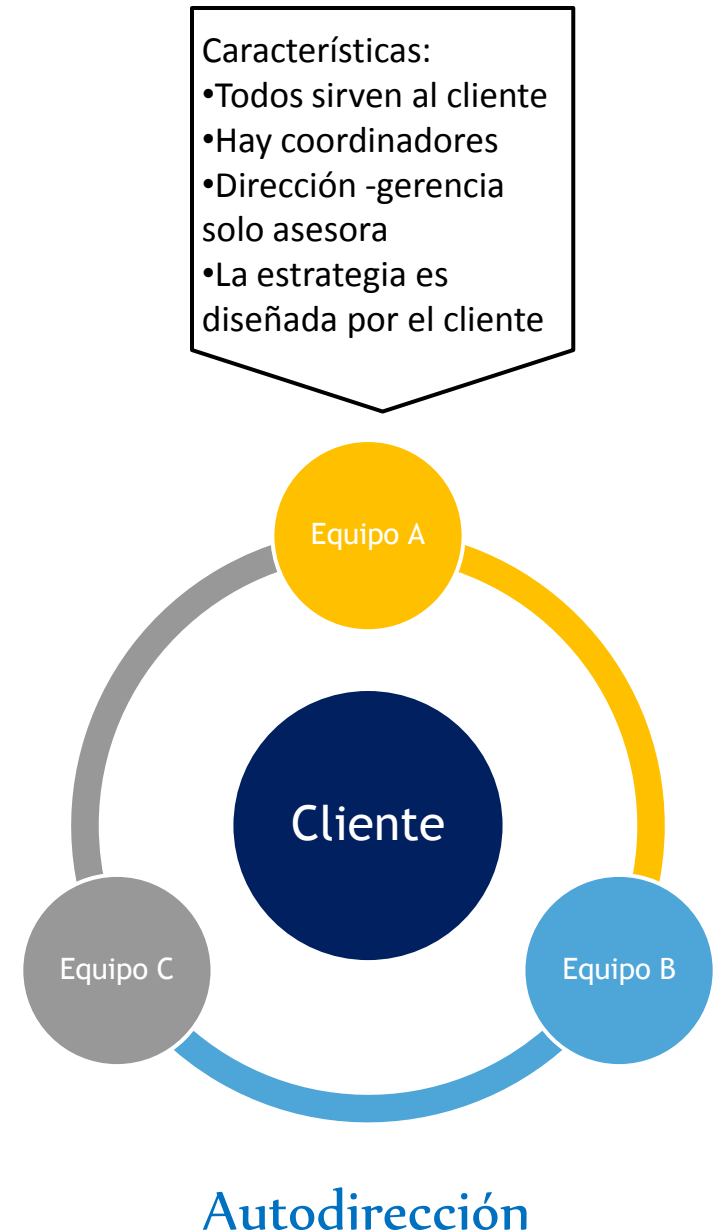 Características:
•Todos sirven al cliente
•Hay coordinadores
•Dirección -gerencia
solo asesora
•La estrategia es
diseñada por el cliente
Equipo A
Cliente
Equipo C
Equipo B
Autodirección